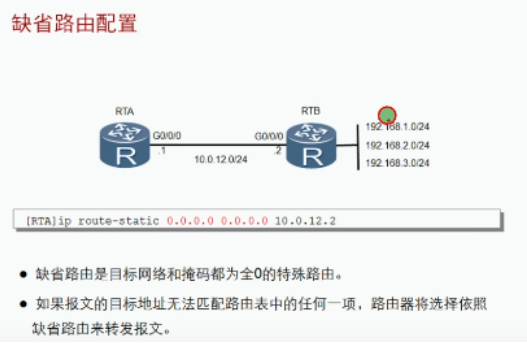 缺省路由配置
RTA
RTB
G0/0/0
G0/0/0
.1
10.0.12.0/24
.2
192.168.1.0/24
192.168.2.0/24
192.168.3.0/24
R
R
[RTA]ip route-static 0.0.0.0 0.0.0.0 10.0.12.2
● 缺省路由是目标网络和掩码都为全0的特殊路由。
● 如果报文的目标地址无法匹配路由表中的任何一项，路由器将选择依照
缺省路由来转发报文。